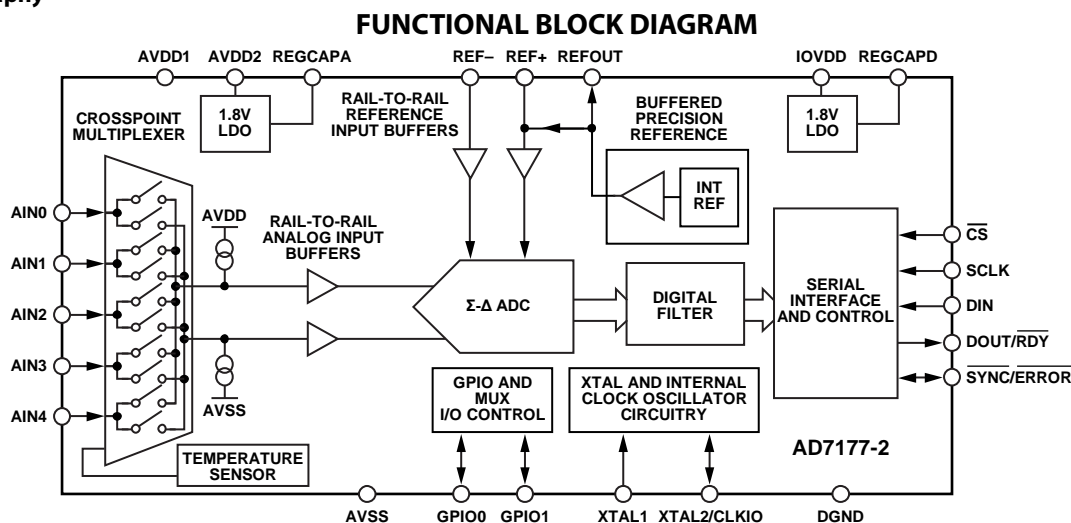 FUNCTIONAL BLOCK DIAGRAM
AVDD1 AVDD2 REGCAPA REF– REF+ REFOUT IOVDD REGCAPD
CROSSPOINT
MULTIPLEXER
1.8V
LDO
RAIL-TO-RAIL
REFERENCE
INPUT BUFFERS
BUFFERED
PRECISION
REFERENCE
INT
REF
1.8V
LDO
AIN0
AIN1
AIN2
AIN3
AIN4
AVDD
AVSS
RAIL-TO-RAIL
ANALOG INPUT
BUFFERS
Σ-Δ ADC
DIGITAL
FILTER
SERIAL
INTERFACE
AND CONTROL
CS
SCLK
DIN
DOUT/RDY
SYNC/ERROR
GPIO AND
MUX
I/O CONTROL
XTAL AND INTERNAL
CLOCK OSCILLATOR
CIRCUITRY
TEMPERATURE
SENSOR
AD7177-2
AVSS GPIO0 GPIO1 XTAL1 XTAL2/CLKIO DGND